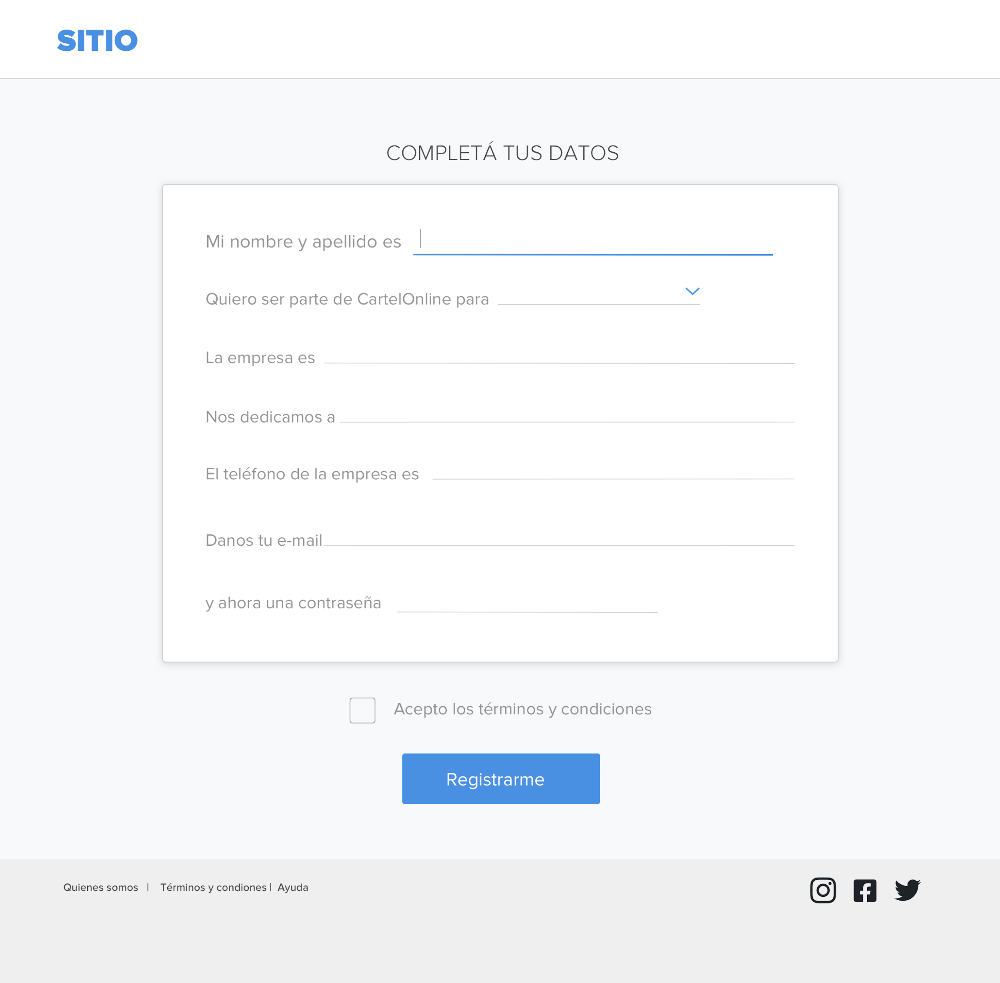 SITIO
COMPLETÁ TUS DATOS
Mi nombre y apellido es
Quiero ser parte de CartelOnline para
La empresa es
Nos dedicamos a
El teléfono de la empresa es
Danos tu e-mail
y ahora una contraseña
Acepto los términos y condiciones
Registrarme
Quienes somos | Términos y condiones | Ayuda